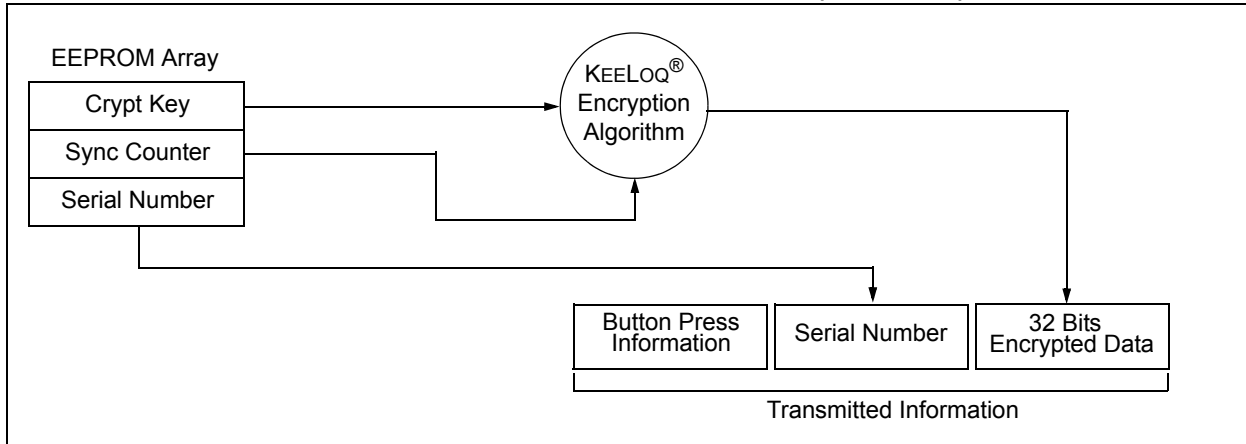 EEPROM Array
Crypt Key
Sync Counter
Serial Number
KEELOQ®
Encryption
Algorithm
Button Press
Information
Serial Number
32 Bits
Encrypted Data
Transmitted Information